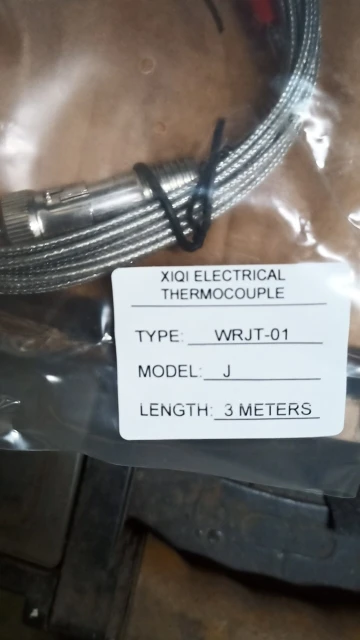 XIQI ELECTRICAL
THERMOCOUPLE
TYPE: WRJT-01
MODEL: J
LENGTH: 3 METERS